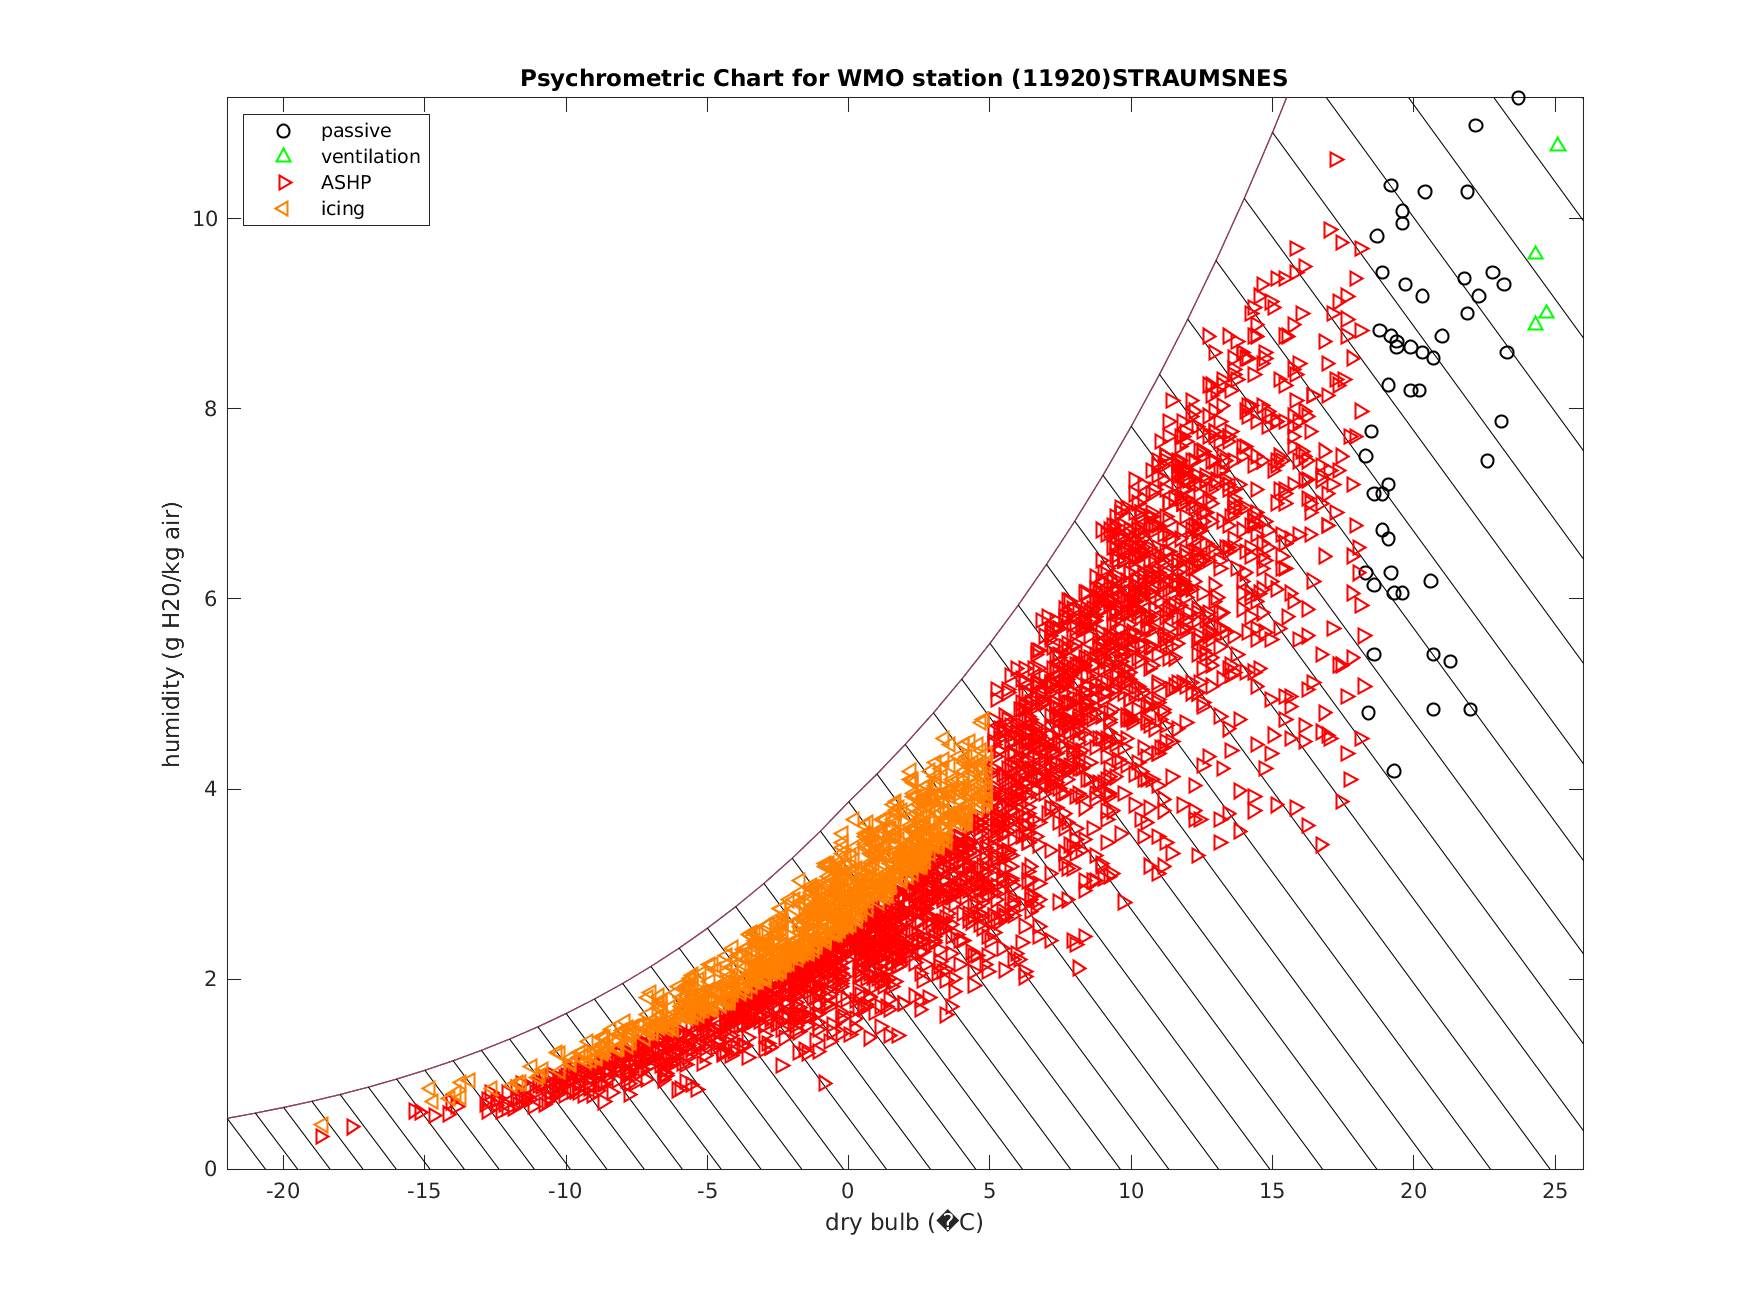 Psychrometric Chart for WMO station (11920)STRAUMSNES
passive
ventilation
ASHP
icing
humidity (g H20/kg air)
10
8
6
4
2
0
-20 -15 -10 -5 0 5 10 15 20 25
dry bulb (�C)